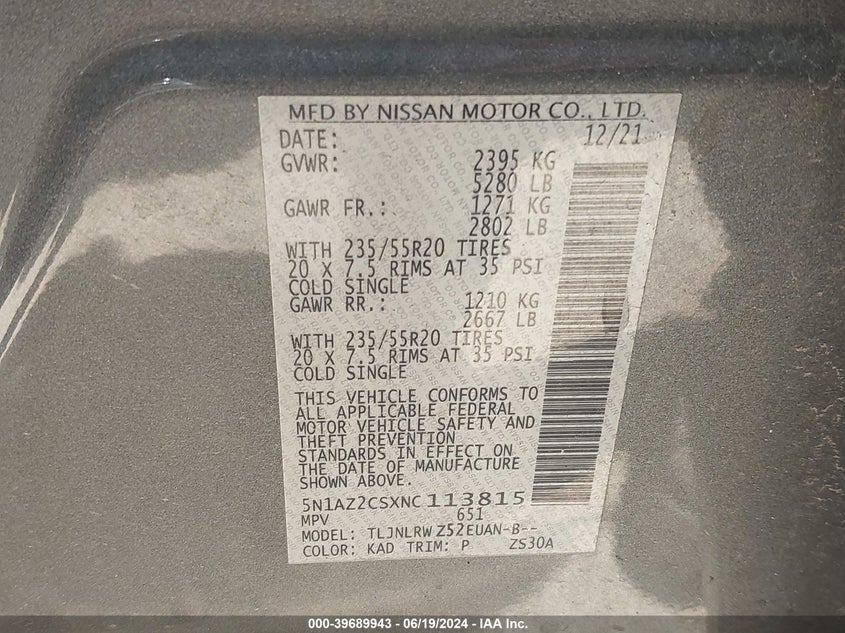 MFD BY NISSAN MOTOR CO., LTD.
DATE: 12/21
GVWR: 2395 KG
5280 LB
GAWR FR.: 1271 KG
2802 LB
WITH 235/55R20 TIRES
20 X 7.5 RIMS AT 35 PSI
COLD SINGLE
GAWR RR.: 1210 KG
2667 LB
WITH 235/55R20 TIRES
20 X 7.5 RIMS AT 35 PSI
COLD SINGLE
THIS VEHICLE CONFORMS TO
ALL APPLICABLE FEDERAL
MOTOR VEHICLE SAFETY AND
THEFT PREVENTION
STANDARDS IN EFFECT ON
THE DATE OF MANUFACTURE
SHOWN ABOVE.
5N1AZ2CSXNC113815
MPV 651
MODEL: TLJNLRW Z52EUAN-B--
COLOR: KAD TRIM: P ZS30A
000-39689943 - 06/19/2024 - IAA Inc.